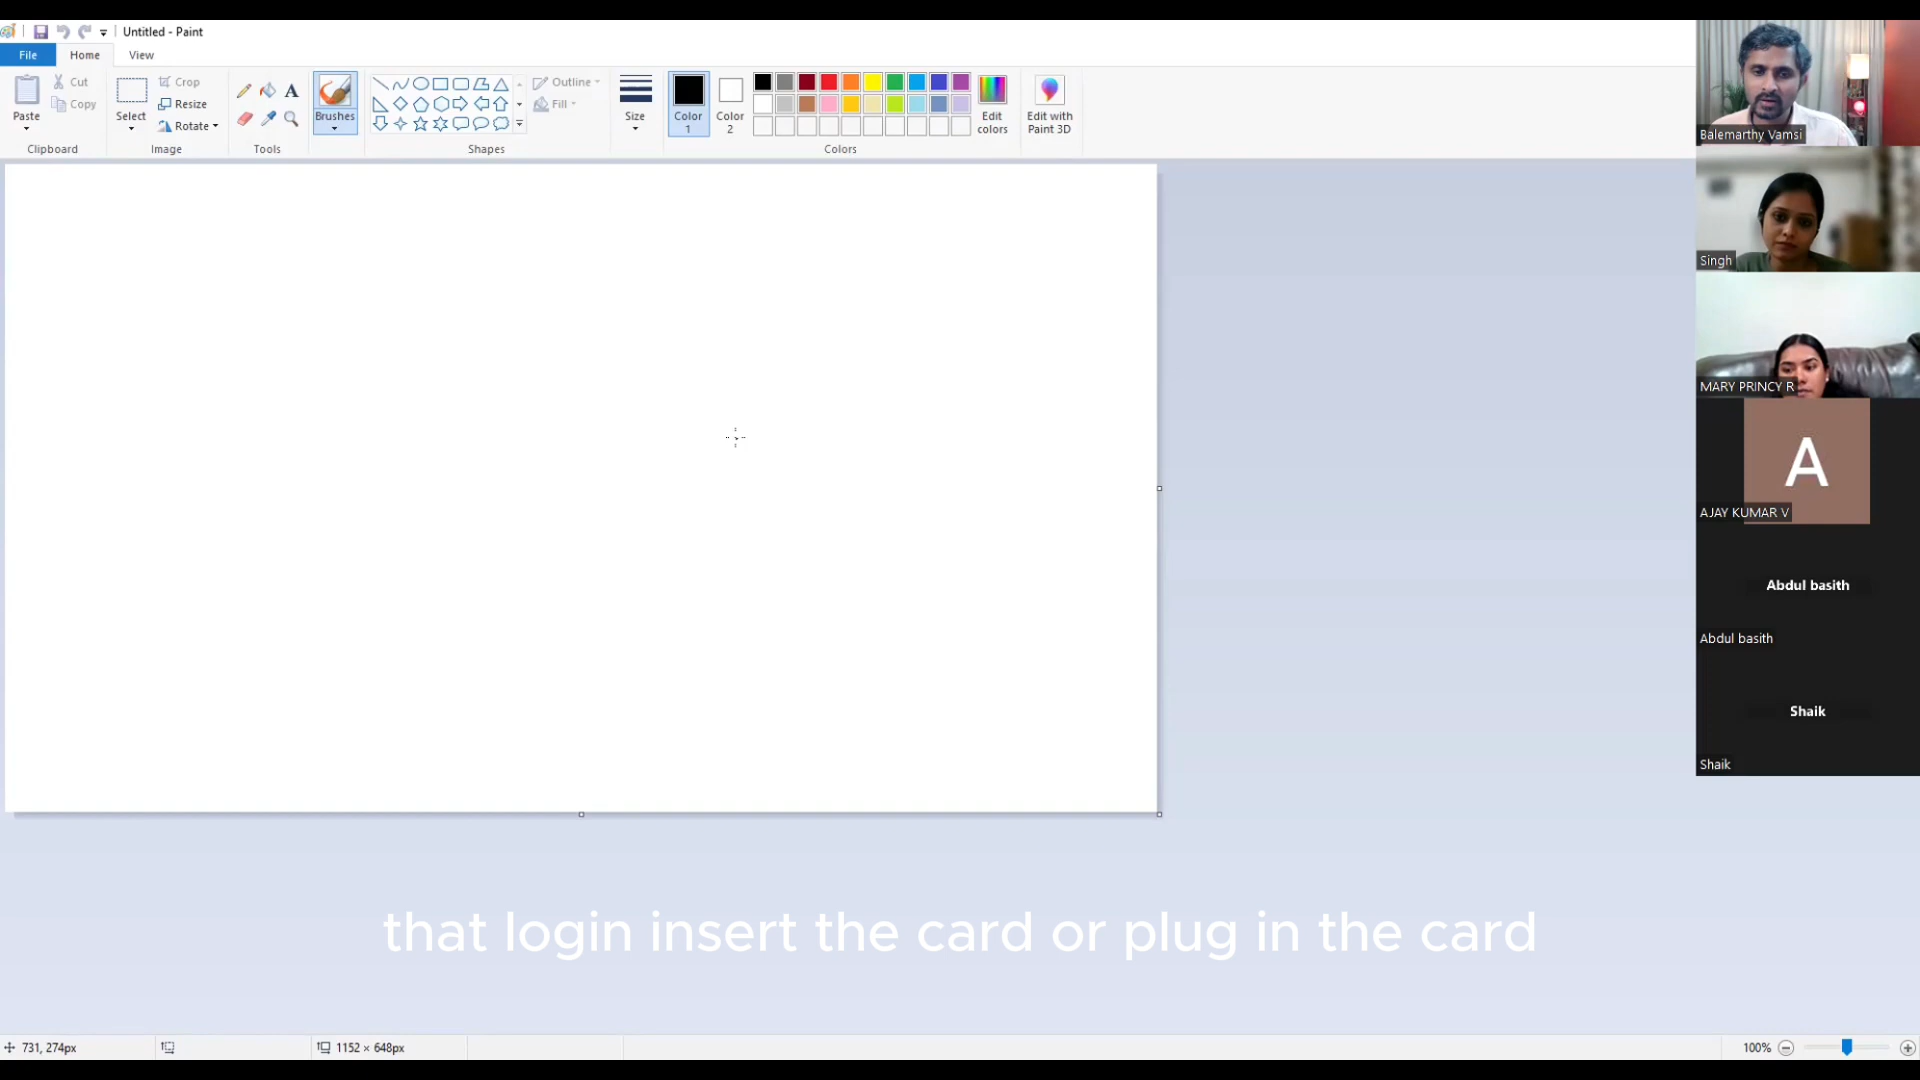 Untitled - Paint
File Home View
Paste
Cut
Copy
Clipboard
Select
Crop
Resize
Rotate
Image
A
Tools
Brushes
Shapes
Outline
Fill
Size
Color 1
Color 2
Colors
Edit colors
Edit with Paint 3D
Balemarthy Vamsi
Singh
MARY PRINCY R
A
AJAY KUMAR V
Abdul basith
Abdul basith
Shaik
Shaik
that login insert the card or plug in the card
731, 274px
1152 × 648px
100%